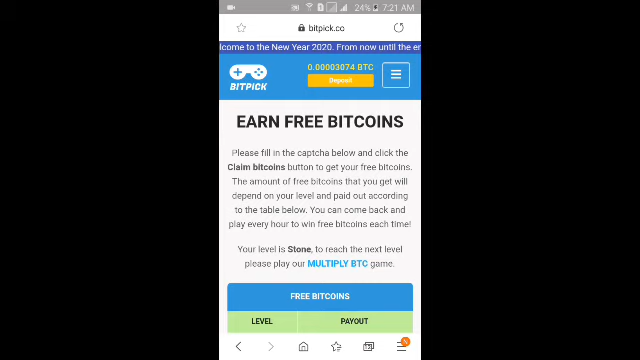 24% 7:21 AM
bitpick.co
lcome to the New Year 2020. From now until the er
0.00003074 BTC
Deposit
BITPICK
EARN FREE BITCOINS
Please fill in the captcha below and click the
Claim bitcoins button to get your free bitcoins.
The amount of free bitcoins that you get will
depend on your level and paid out according
to the table below. You can come back and
play every hour to win free bitcoins each time!
Your level is Stone, to reach the next level
please play our MULTIPLY BTC game.
FREE BITCOINS
LEVEL PAYOUT